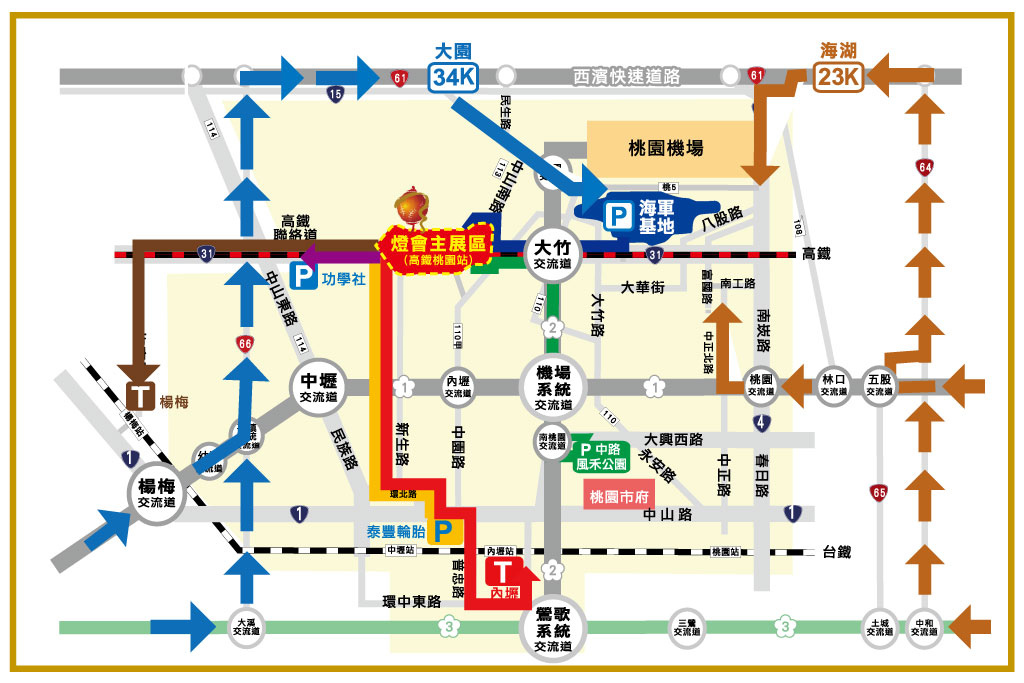 大園
34K
海湖
23K
西濱快速道路
61
61
15
114
民生路
桃園機場
64
113
中山南路
桃5
P
海軍
基地
八股路
108
高鐵
聯絡道
燈會主展區
(高鐵桃園站)
大竹
交流道
31
31
高鐵
P
功學社
大華街
富國路
南工路
中山東路
110
大竹路
2
110甲
南崁路
中正北路
66
114
中壢
交流道
1
內壢
交流道
機場
系統
交流道
1
桃園
交流道
林口
交流道
五股
交流道
T
楊梅
楊梅站
110
4
南桃園
交流道
大興西路
P 中路
風禾公園
永安路
中正路
春日路
新生路
中園路
民族路
1
楊梅
交流道
環北路
桃園市府
65
1
中山路
1
泰豐輪胎
P
中壢站
內壢站
桃園站
台鐵
T
內壢
2
普忠路
環中東路
大溪
交流道
3
鶯歌
系統
交流道
三鶯
交流道
3
土城
交流道
中和
交流道